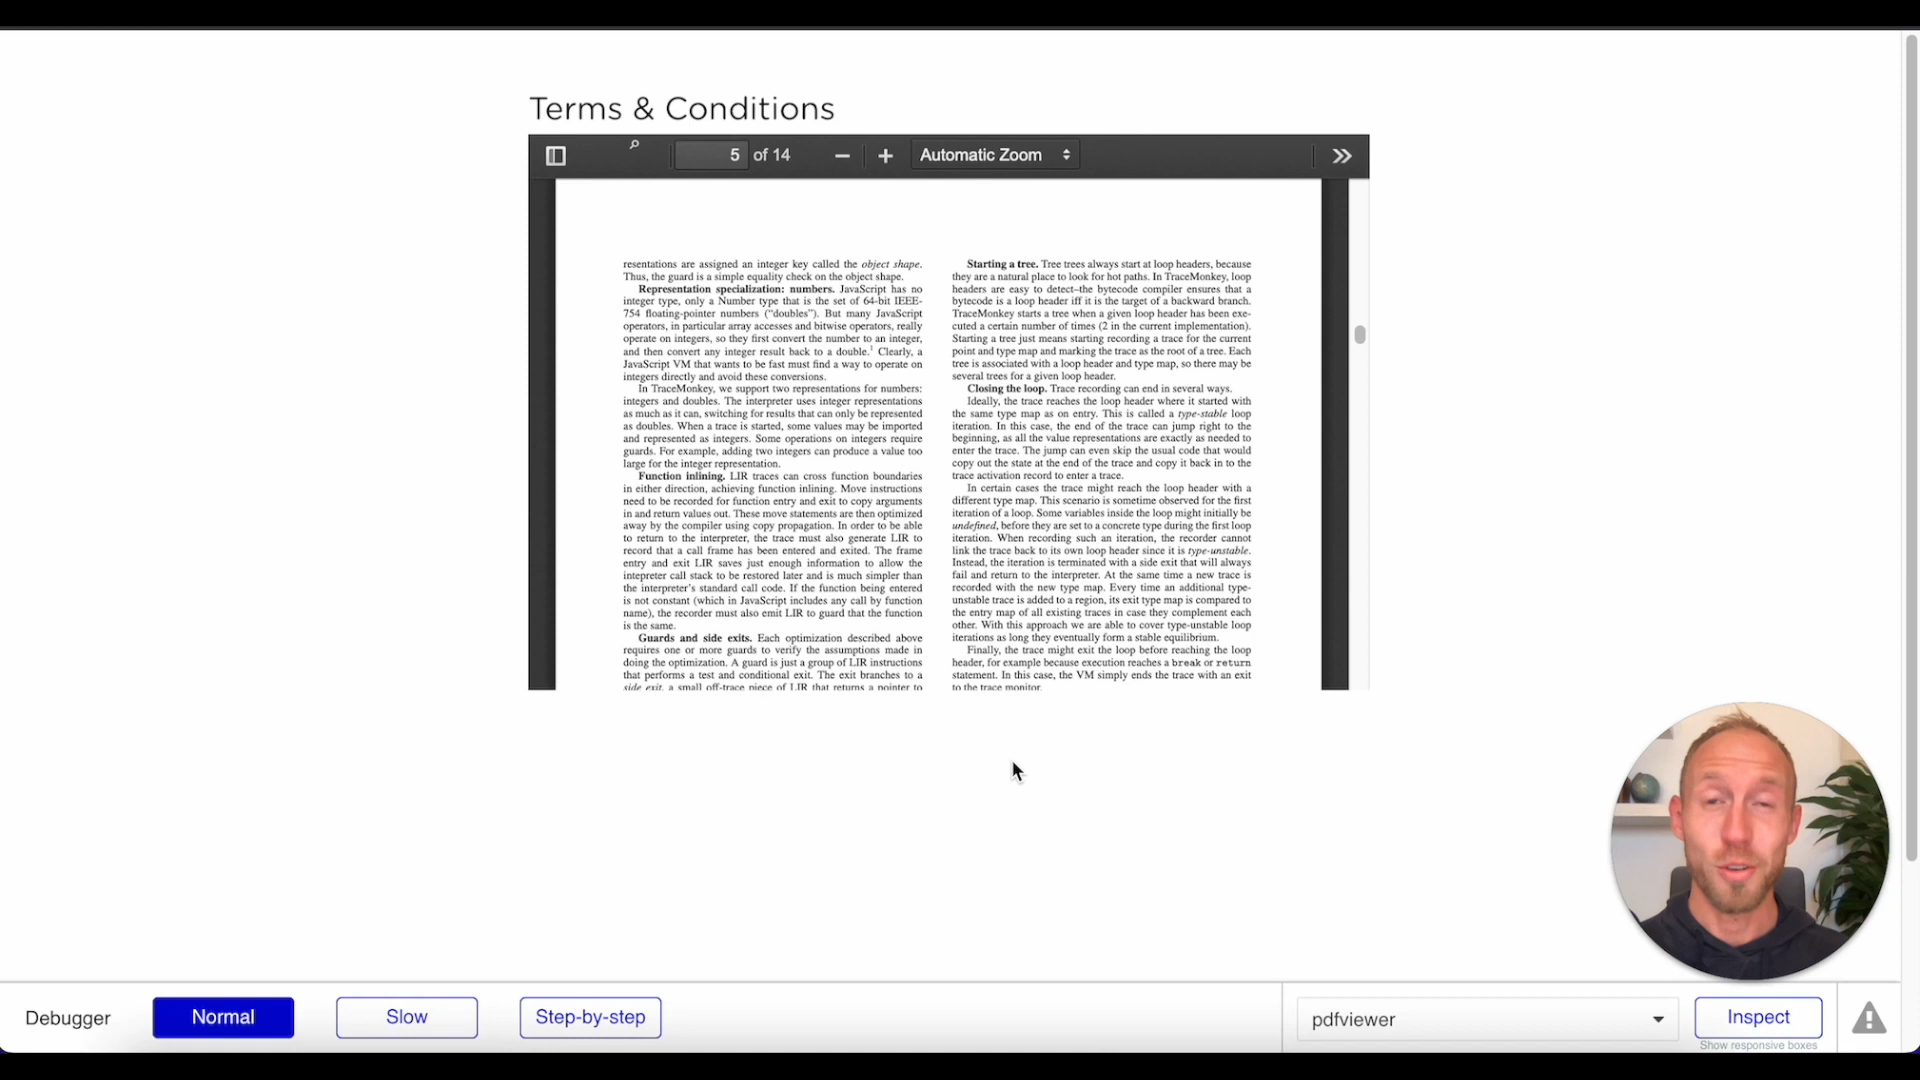 Terms & Conditions
5 of 14
Automatic Zoom
resentations are assigned an integer key called the object shape.
Thus, the guard is a simple equality check on the object shape.
Representation specialization: numbers. JavaScript has no
integer type, only a Number type that is the set of 64-bit IEEE-
754 floating-pointer numbers (“doubles”). But many JavaScript
operators, in particular array accesses and bitwise operators, really
operate on integers, so they first convert the number to an integer,
and then convert any integer result back to a double.1 Clearly, a
JavaScript VM that wants to be fast must find a way to operate on
integers directly and avoid these conversions.
In TraceMonkey, we support two representations for numbers:
integers and doubles. The interpreter uses integer representations
as much as it can, switching for results that can only be represented
as doubles. When a trace is started, some values may be imported
and represented as integers. Some operations on integers require
guards. For example, adding two integers can produce a value too
large for the integer representation.
Function inlining. LIR traces can cross function boundaries
in either direction, achieving function inlining. Move instructions
need to be recorded for function entry and exit to copy arguments
in and return values out. These move statements are then optimized
away by the compiler using copy propagation. In order to be able
to return to the interpreter, the trace must also generate LIR to
record that a call frame has been entered and exited. The frame
entry and exit LIR saves just enough information to allow the
intepreter call stack to be restored later and is much simpler than
the interpreter's standard call code. If the function being entered
is not constant (which in JavaScript includes any call by function
name), the recorder must also emit LIR to guard that the function
is the same.
Guards and side exits. Each optimization described above
requires one or more guards to verify the assumptions made in
doing the optimization. A guard is just a group of LIR instructions
that performs a test and conditional exit. The exit branches to a
side exit, a small off-trace piece of LIR that returns a pointer to
Starting a tree. Tree trees always start at loop headers, because
they are a natural place to look for hot paths. In TraceMonkey, loop
headers are easy to detect–the bytecode compiler ensures that a
bytecode is a loop header iff it is the target of a backward branch.
TraceMonkey starts a tree when a given loop header has been exe-
cuted a certain number of times (2 in the current implementation).
Starting a tree just means starting recording a trace for the current
point and type map and marking the trace as the root of a tree. Each
tree is associated with a loop header and type map, so there may be
several trees for a given loop header.
Closing the loop. Trace recording can end in several ways.
Ideally, the trace reaches the loop header where it started with
the same type map as on entry. This is called a type-stable loop
iteration. In this case, the end of the trace can jump right to the
beginning, as all the value representations are exactly as needed to
enter the trace. The jump can even skip the usual code that would
copy out the state at the end of the trace and copy it back in to the
trace activation record to enter a trace.
In certain cases the trace might reach the loop header with a
different type map. This scenario is sometime observed for the first
iteration of a loop. Some variables inside the loop might initially be
undefined, before they are set to a concrete type during the first loop
iteration. When recording such an iteration, the recorder cannot
link the trace back to its own loop header since it is type-unstable.
Instead, the iteration is terminated with a side exit that will always
fail and return to the interpreter. At the same time a new trace is
recorded with the new type map. Every time an additional type-
unstable trace is added to a region, its exit type map is compared to
the entry map of all existing traces in case they complement each
other. With this approach we are able to cover type-unstable loop
iterations as long they eventually form a stable equilibrium.
Finally, the trace might exit the loop before reaching the loop
header, for example because execution reaches a break or return
statement. In this case, the VM simply ends the trace with an exit
to the trace monitor.
Debugger
Normal
Slow
Step-by-step
pdfviewer
Inspect
Show responsive boxes